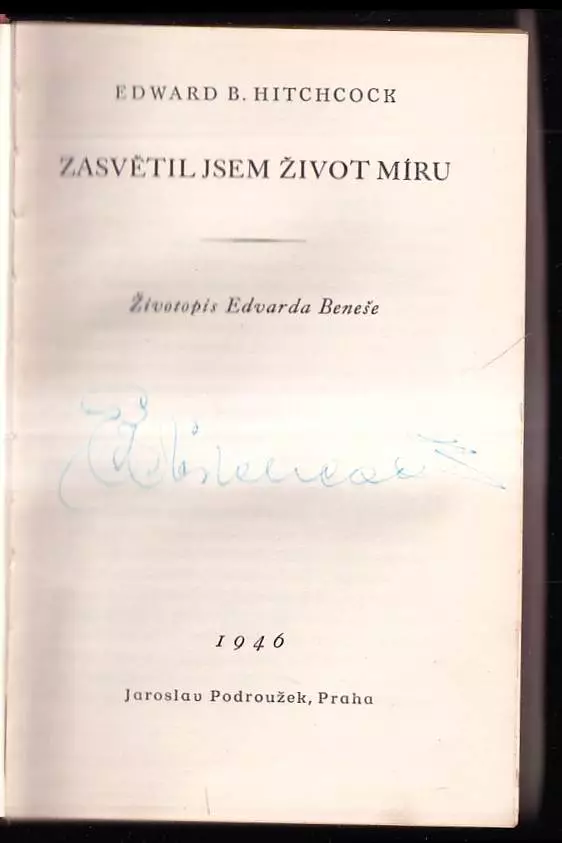 EDWARD B. HITCHCOCK
ZASVĚTIL JSEM ŽIVOT MÍRU
Životopis Edvarda Beneše
1946
Jaroslav Podroužek, Praha